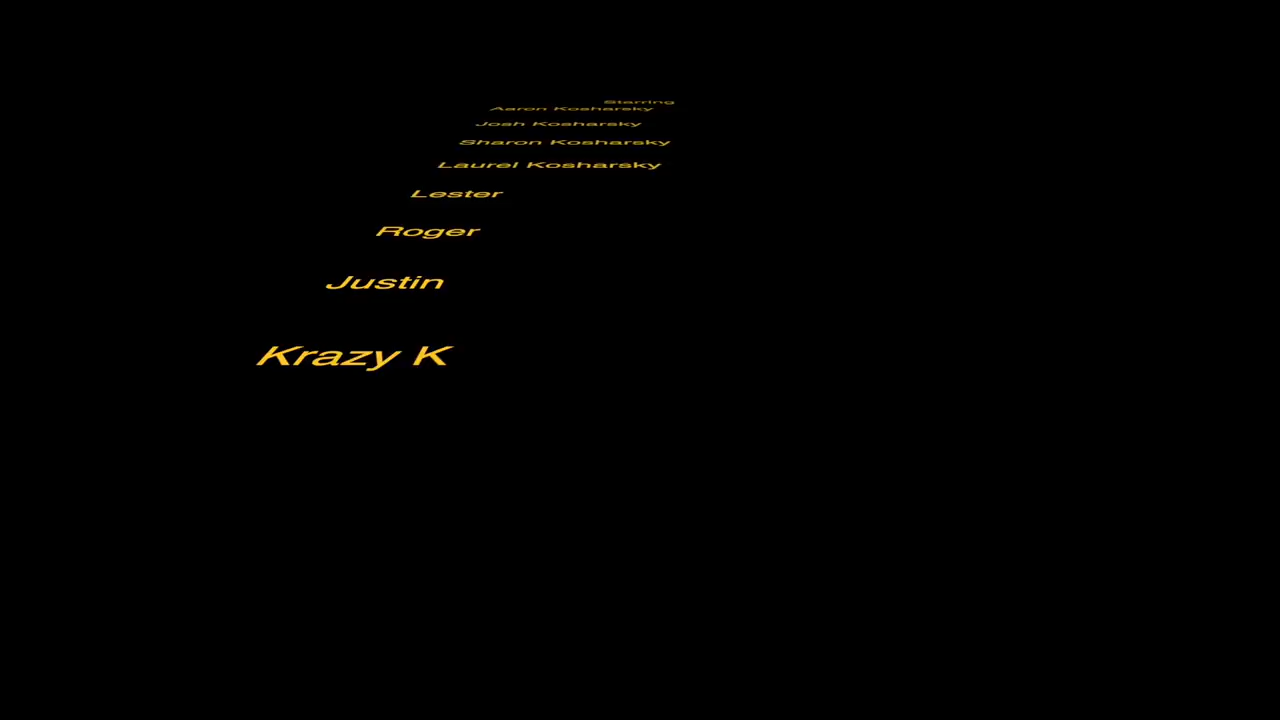 Starring
Aaron Kosharsky
Josh Kosharsky
Sharon Kosharsky
Laurel Kosharsky
Lester
Roger
Justin
Krazy K